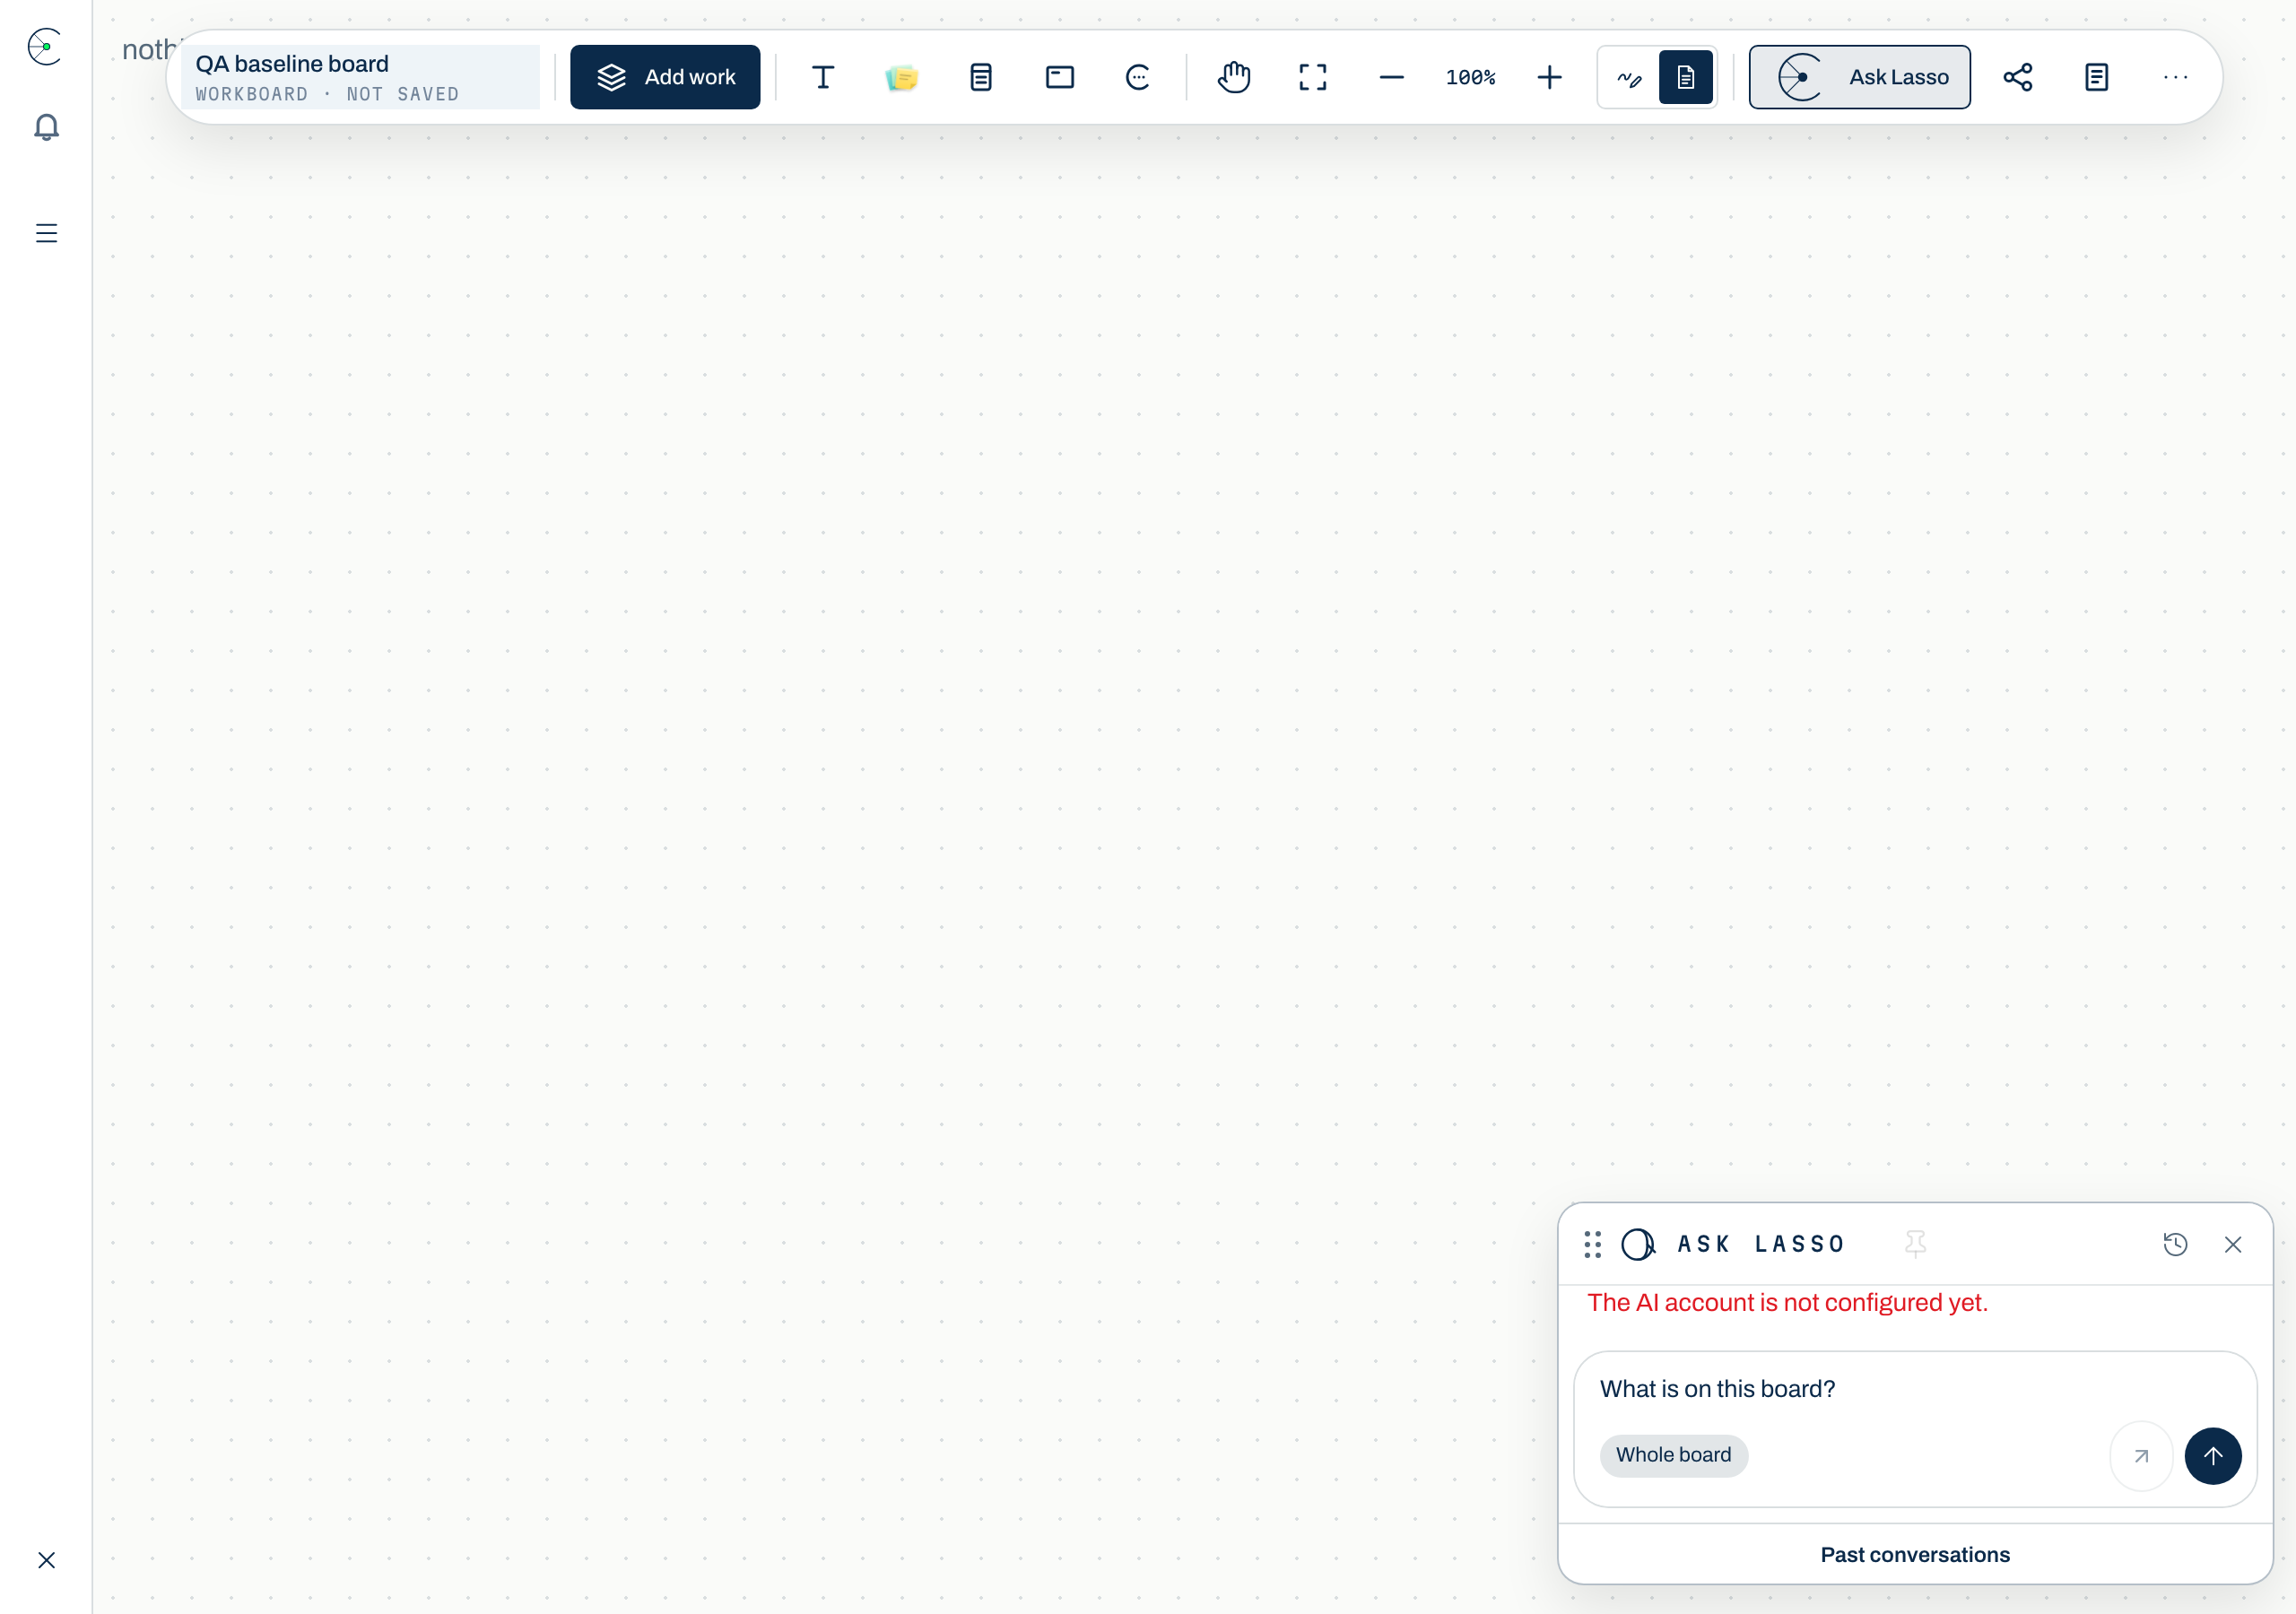 QA baseline board
WORKBOARD · NOT SAVED
Add work
100%
Ask Lasso
ASK LASSO
The AI account is not configured yet.
What is on this board?
Whole board
Past conversations